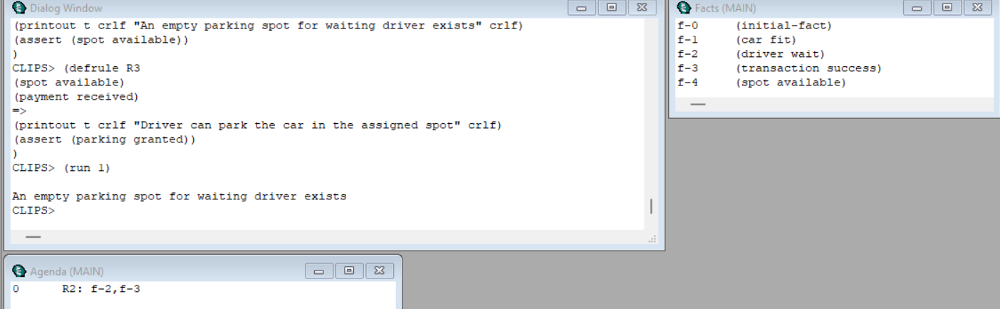 Dialog Window
(printout t crlf "An empty parking spot for waiting driver exists" crlf)
(assert (spot available))
)
CLIPS> (defrule R3
(spot available)
(payment received)
=>
(printout t crlf "Driver can park the car in the assigned spot" crlf)
(assert (parking granted))
)
CLIPS> (run 1)
An empty parking spot for waiting driver exists
CLIPS>
Facts (MAIN)
f-0 (initial-fact)
f-1 (car fit)
f-2 (driver wait)
f-3 (transaction success)
f-4 (spot available)
Agenda (MAIN)
0 R2: f-2,f-3